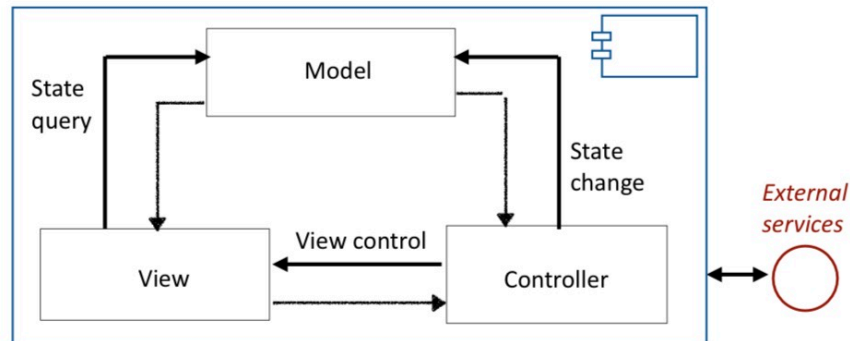 Model
State
query
State
change
External
services
View control
View
Controller